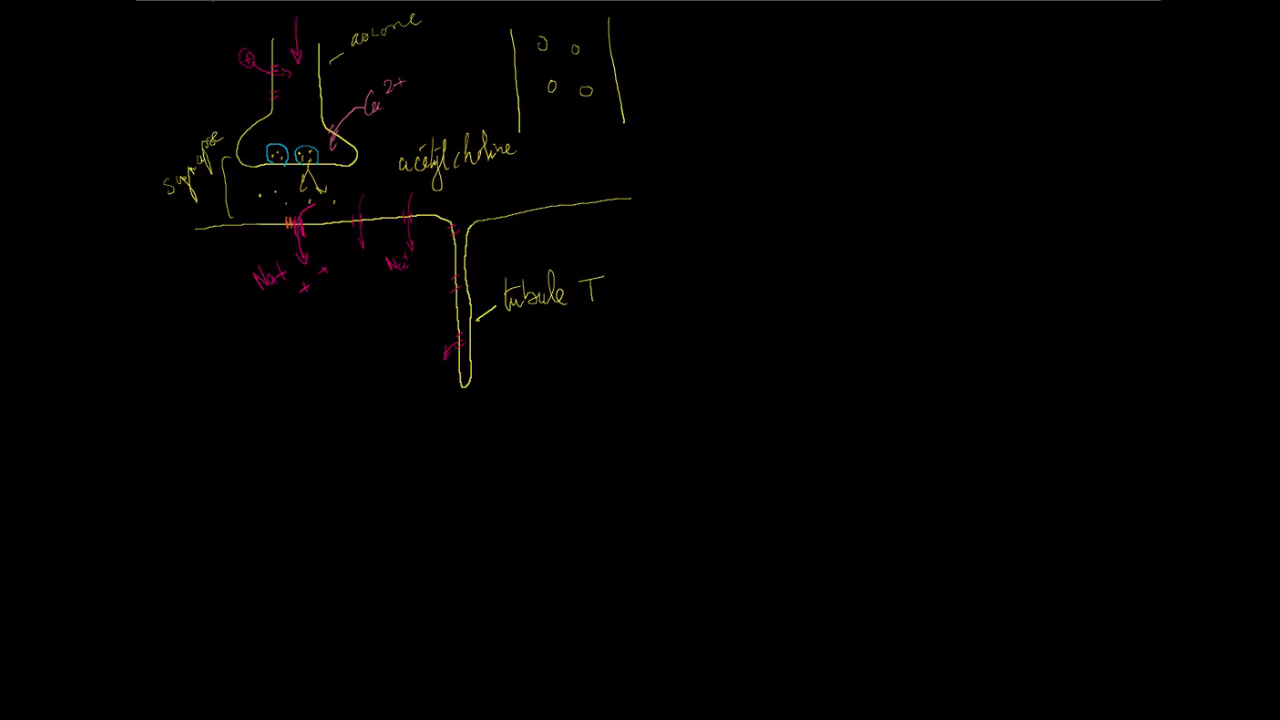 axone
+
Ca2+
synapse
acétylcholine
Na+
+
+
Na+
tubule T